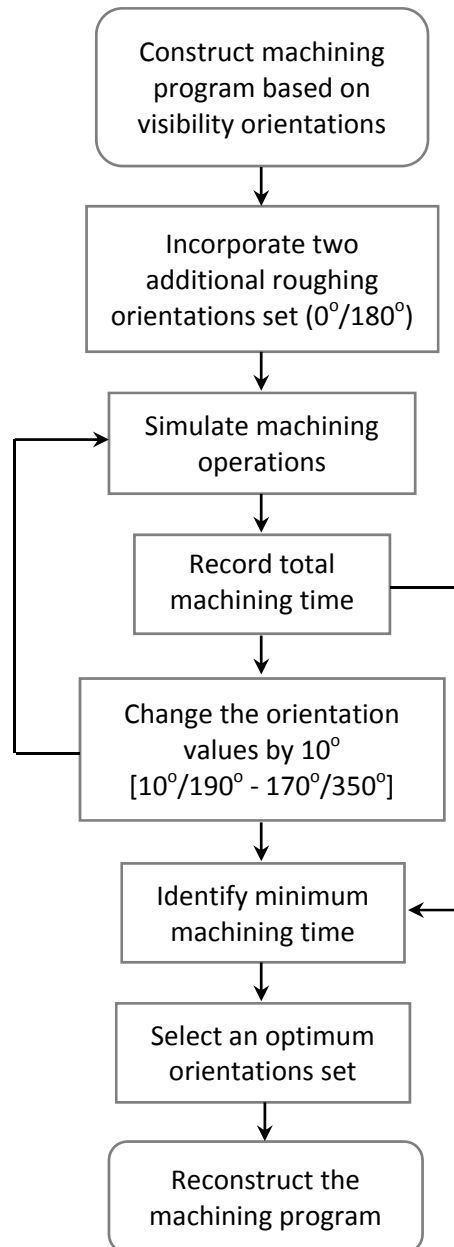 Construct machining
program based on
visibility orientations
Incorporate two
additional roughing
orientations set (0°/180°)
Simulate machining
operations
Record total
machining time
Change the orientation
values by 10°
[10°/190° - 170°/350°]
Identify minimum
machining time
Select an optimum
orientations set
Reconstruct the
machining program